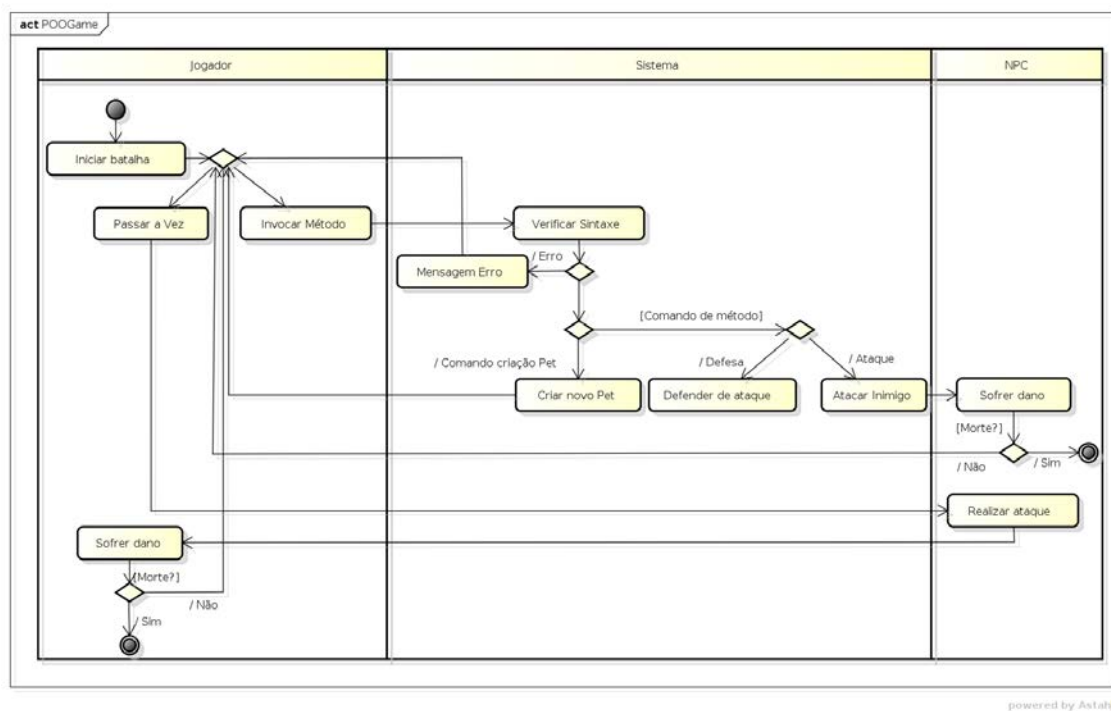 act POOGame
Jogador
Sistema
NPC
Iniciar batalha
Passar a Vez
Invocar Método
Verificar Sintaxe
/ Erro
Mensagem Erro
[Comando de método]
/ Comando criação Pet
/ Defesa
/ Ataque
Criar novo Pet
Defender de ataque
Atacar Inimigo
Sofrer dano
[Morte?]
/ Não
/ Sim
Realizar ataque
Sofrer dano
[Morte?]
/ Não
/ Sim
powered by Astah